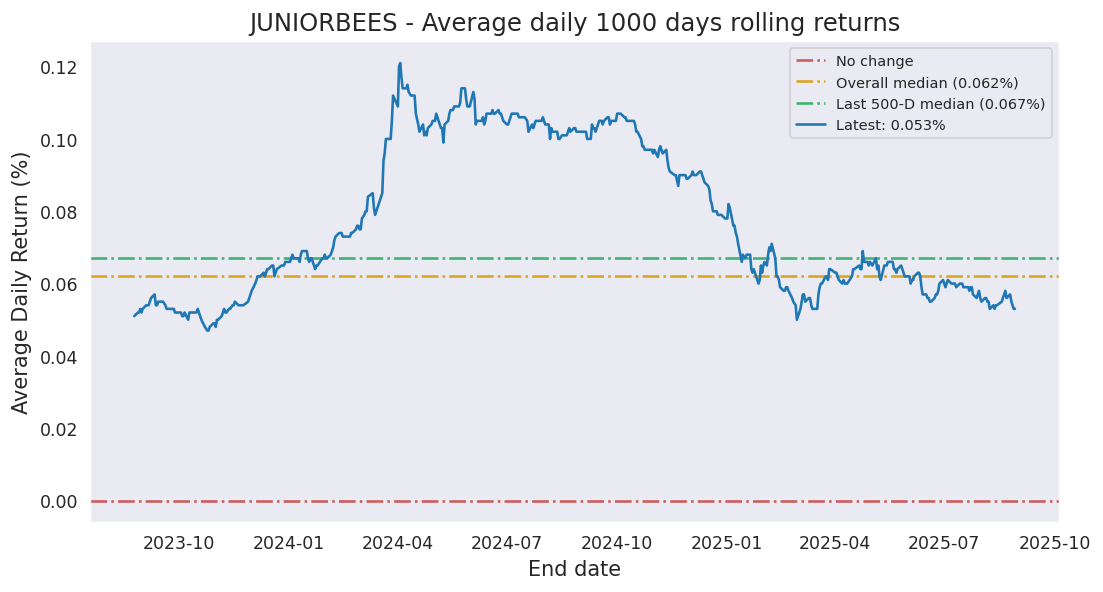 JUNIORBEES - Average daily 1000 days rolling returns
No change
Overall median (0.062%)
Last 500-D median (0.067%)
Latest: 0.053%
Average Daily Return (%)
0.12
0.10
0.08
0.06
0.04
0.02
0.00
2023-10
2024-01
2024-04
2024-07
2024-10
2025-01
2025-04
2025-07
2025-10
End date